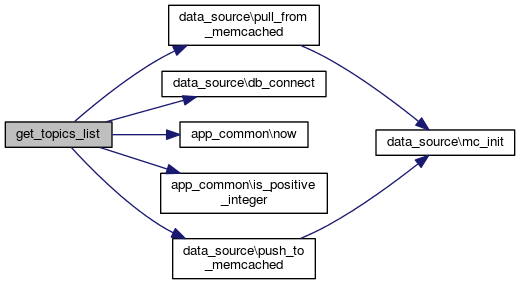 get_topics_list
data_source\pull_from
_memcached
data_source\db_connect
app_common\now
app_common\is_positive
_integer
data_source\push_to
_memcached
data_source\mc_init